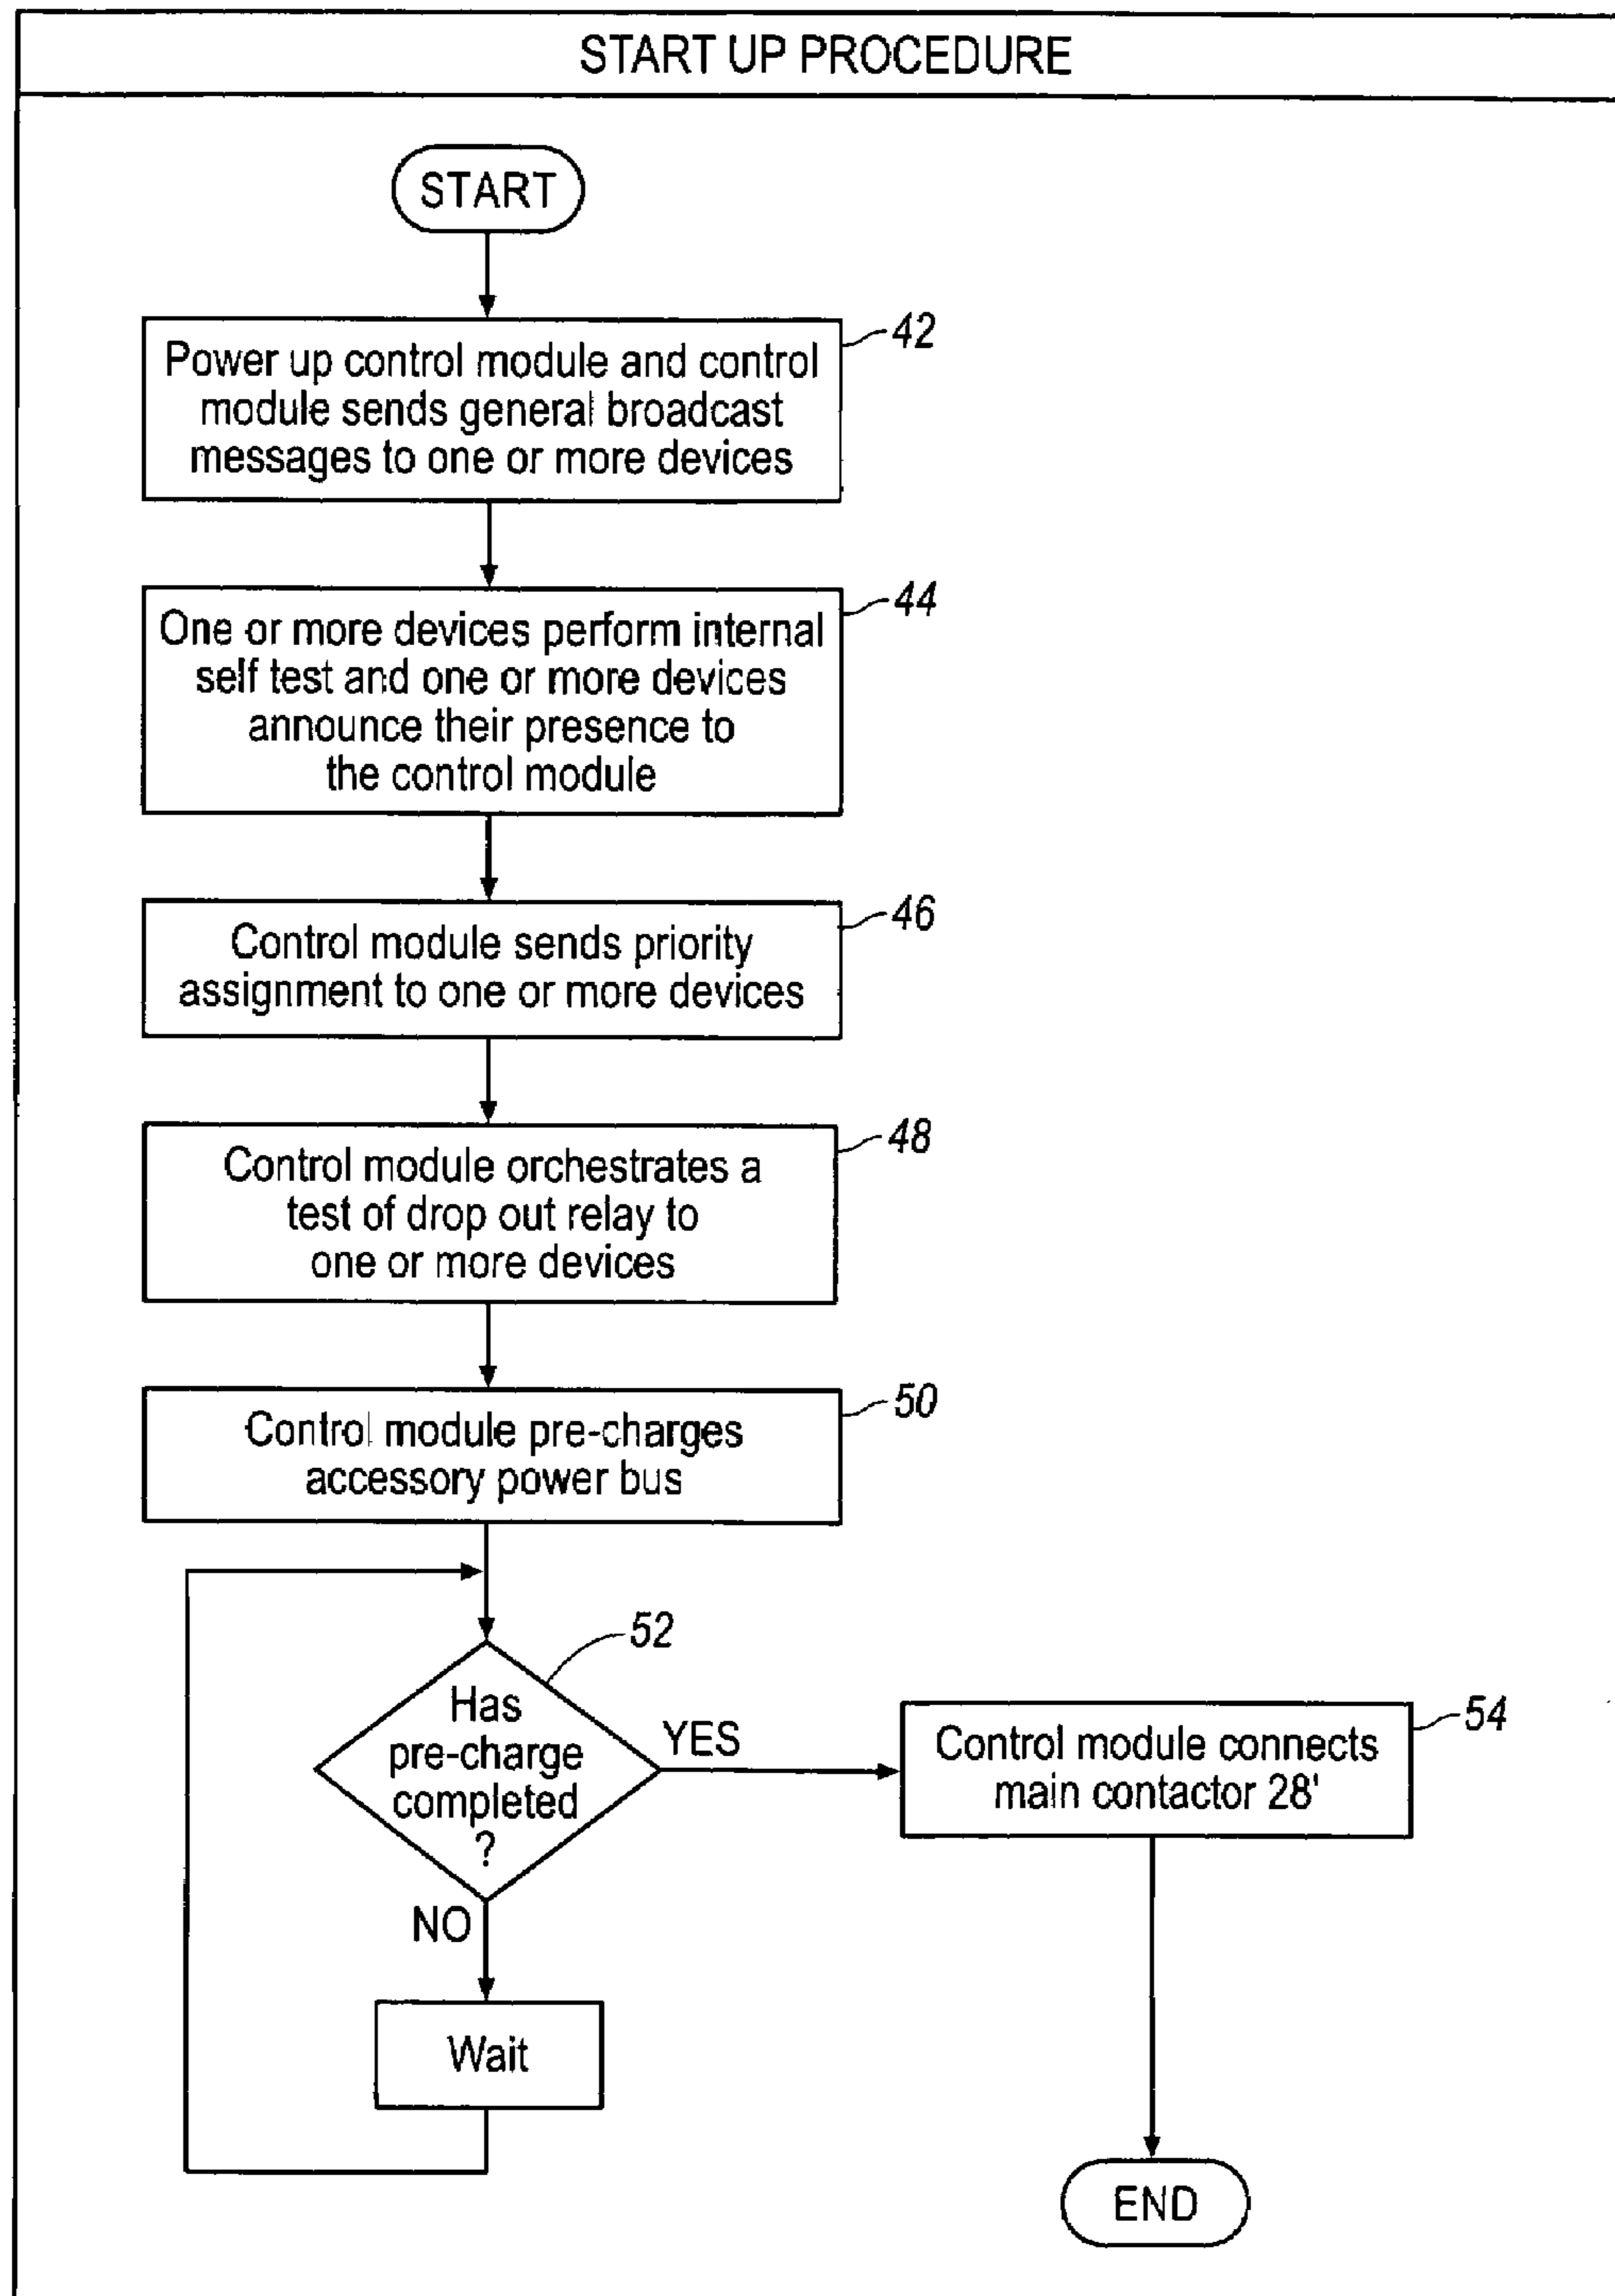 START UP PROCEDURE
START
42
Power up control module and control
module sends general broadcast
messages to one or more devices
44
One or more devices perform internal
self test and one or more devices
announce their presence to
the control module
46
Control module sends priority
assignment to one or more devices
48
Control module orchestrates a
test of drop out relay to
one or more devices
50
Control module pre-charges
accessory power bus
52
Has
pre-charge
completed
?
YES
54
Control module connects
main contactor 28'
NO
Wait
END